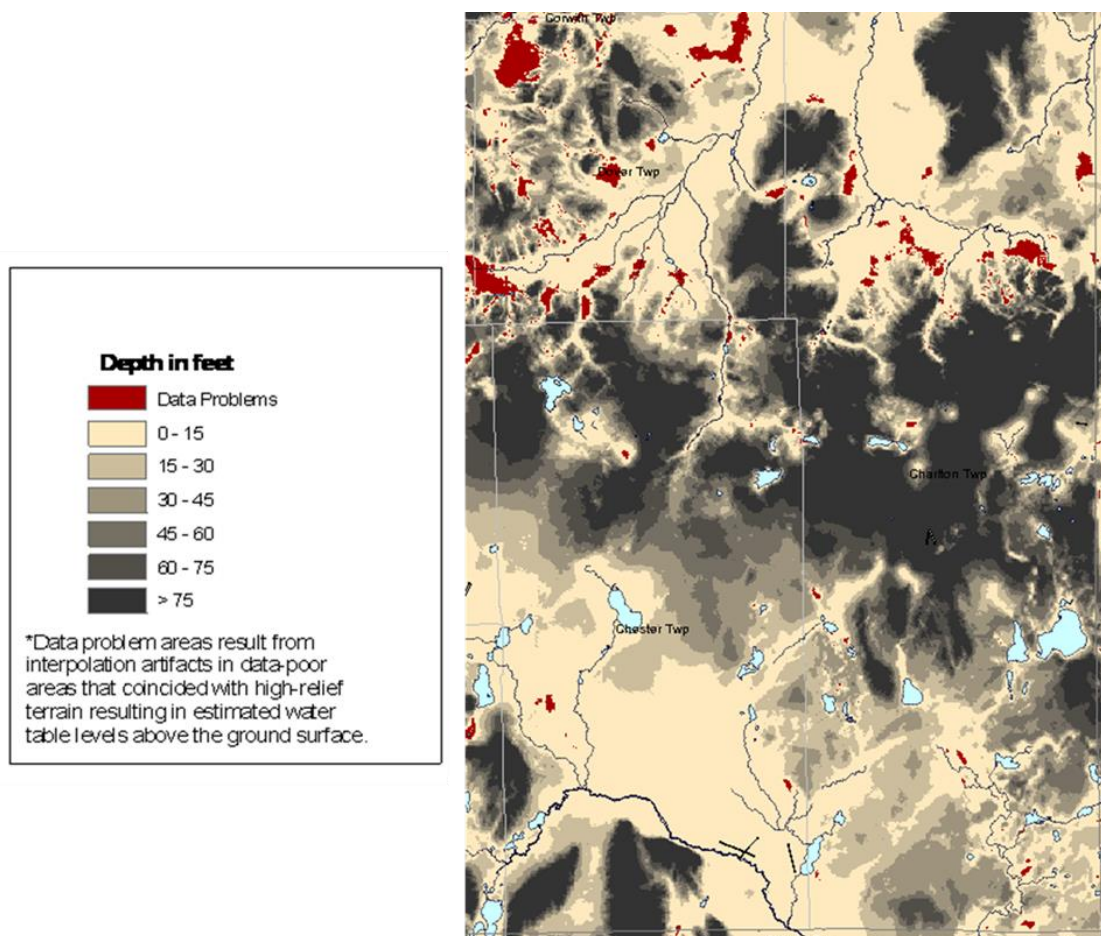 Corwith Twp
Dover Twp
Charlton Twp
Chester Twp
Depth in feet
Data Problems
0 - 15
15 - 30
30 - 45
45 - 60
60 - 75
> 75
*Data problem areas result from
interpolation artifacts in data-poor
areas that coincided with high-relief
terrain resulting in estimated water
table levels above the ground surface.